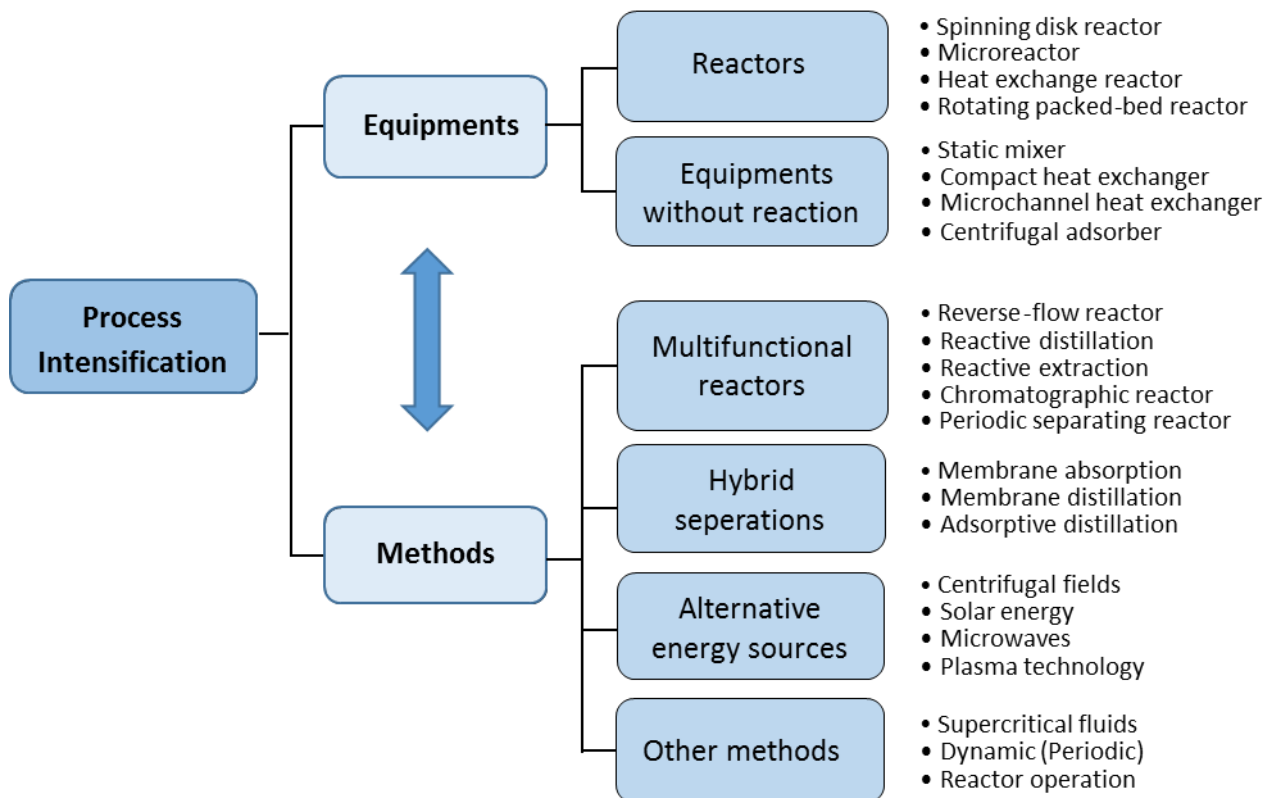 Process
Intensification
Equipments
Reactors
• Spinning disk reactor
• Microreactor
• Heat exchange reactor
• Rotating packed-bed reactor
Equipments
without reaction
• Static mixer
• Compact heat exchanger
• Microchannel heat exchanger
• Centrifugal adsorber
Methods
Multifunctional
reactors
• Reverse-flow reactor
• Reactive distillation
• Reactive extraction
• Chromatographic reactor
• Periodic separating reactor
Hybrid
seperations
• Membrane absorption
• Membrane distillation
• Adsorptive distillation
Alternative
energy sources
• Centrifugal fields
• Solar energy
• Microwaves
• Plasma technology
Other methods
• Supercritical fluids
• Dynamic (Periodic)
• Reactor operation